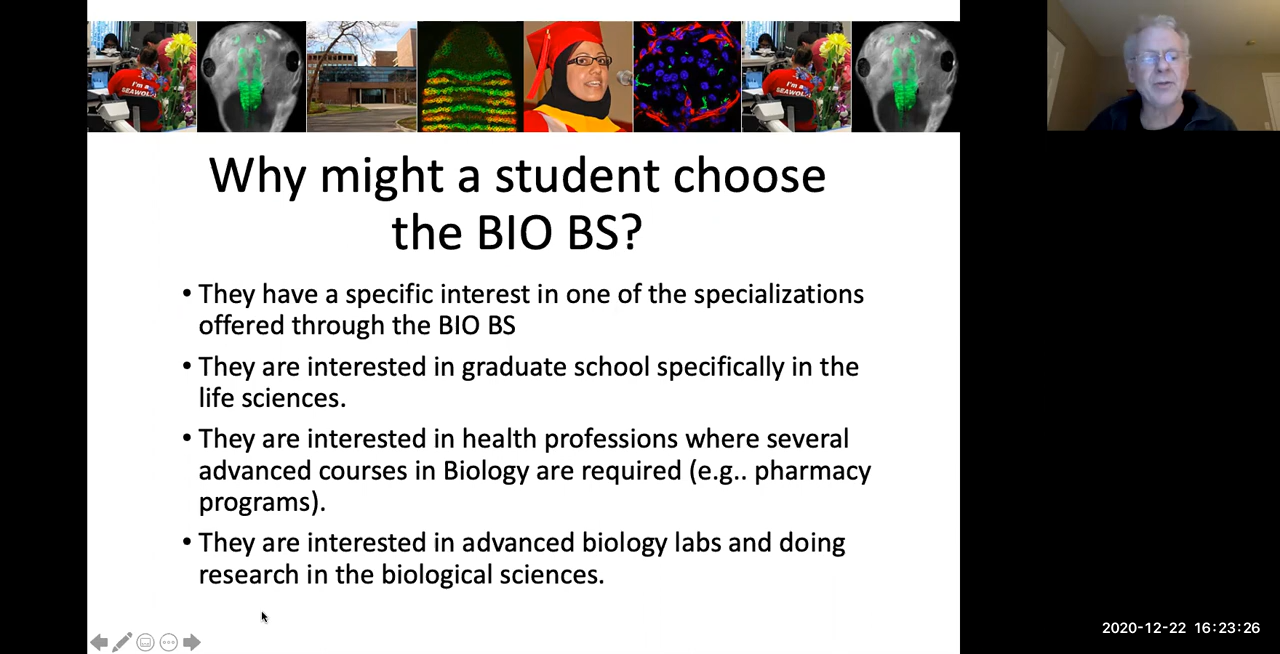 I'm a
SEAWOLF
I'm a
SEAWOLF
Why might a student choose
the BIO BS?
• They have a specific interest in one of the specializations
offered through the BIO BS
• They are interested in graduate school specifically in the
life sciences.
• They are interested in health professions where several
advanced courses in Biology are required (e.g.. pharmacy
programs).
• They are interested in advanced biology labs and doing
research in the biological sciences.
2020-12-22 16:23:26